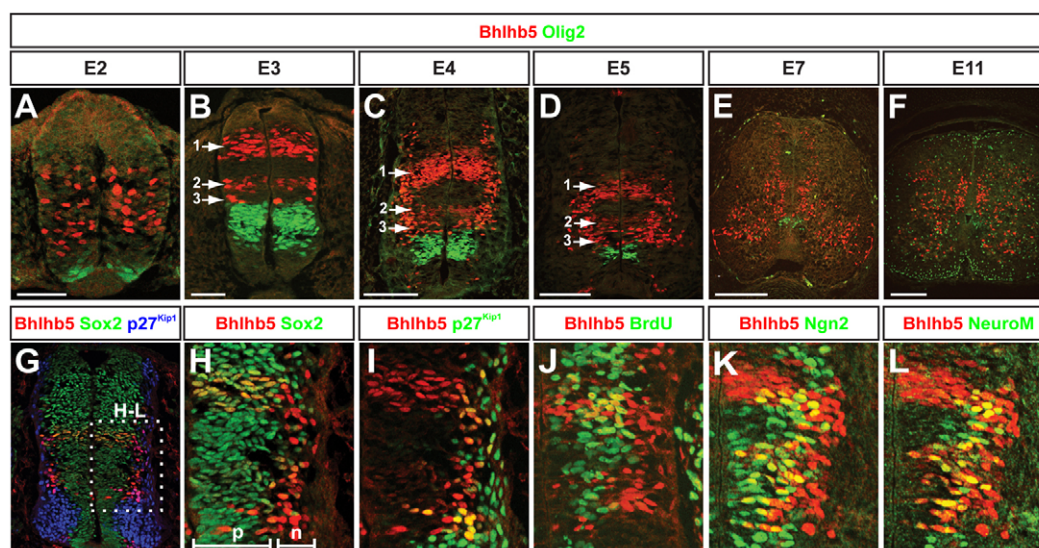 Bhlhb5 Olig2
E2 E3 E4 E5 E7 E11
A B C D E F
1 1 1
2 2 2
3 3 3
Bhlhb5 Sox2 p27Kip1 Bhlhb5 Sox2 Bhlhb5 p27Kip1 Bhlhb5 BrdU Bhlhb5 Ngn2 Bhlhb5 NeuroM
G H I J K L
H-L
p n